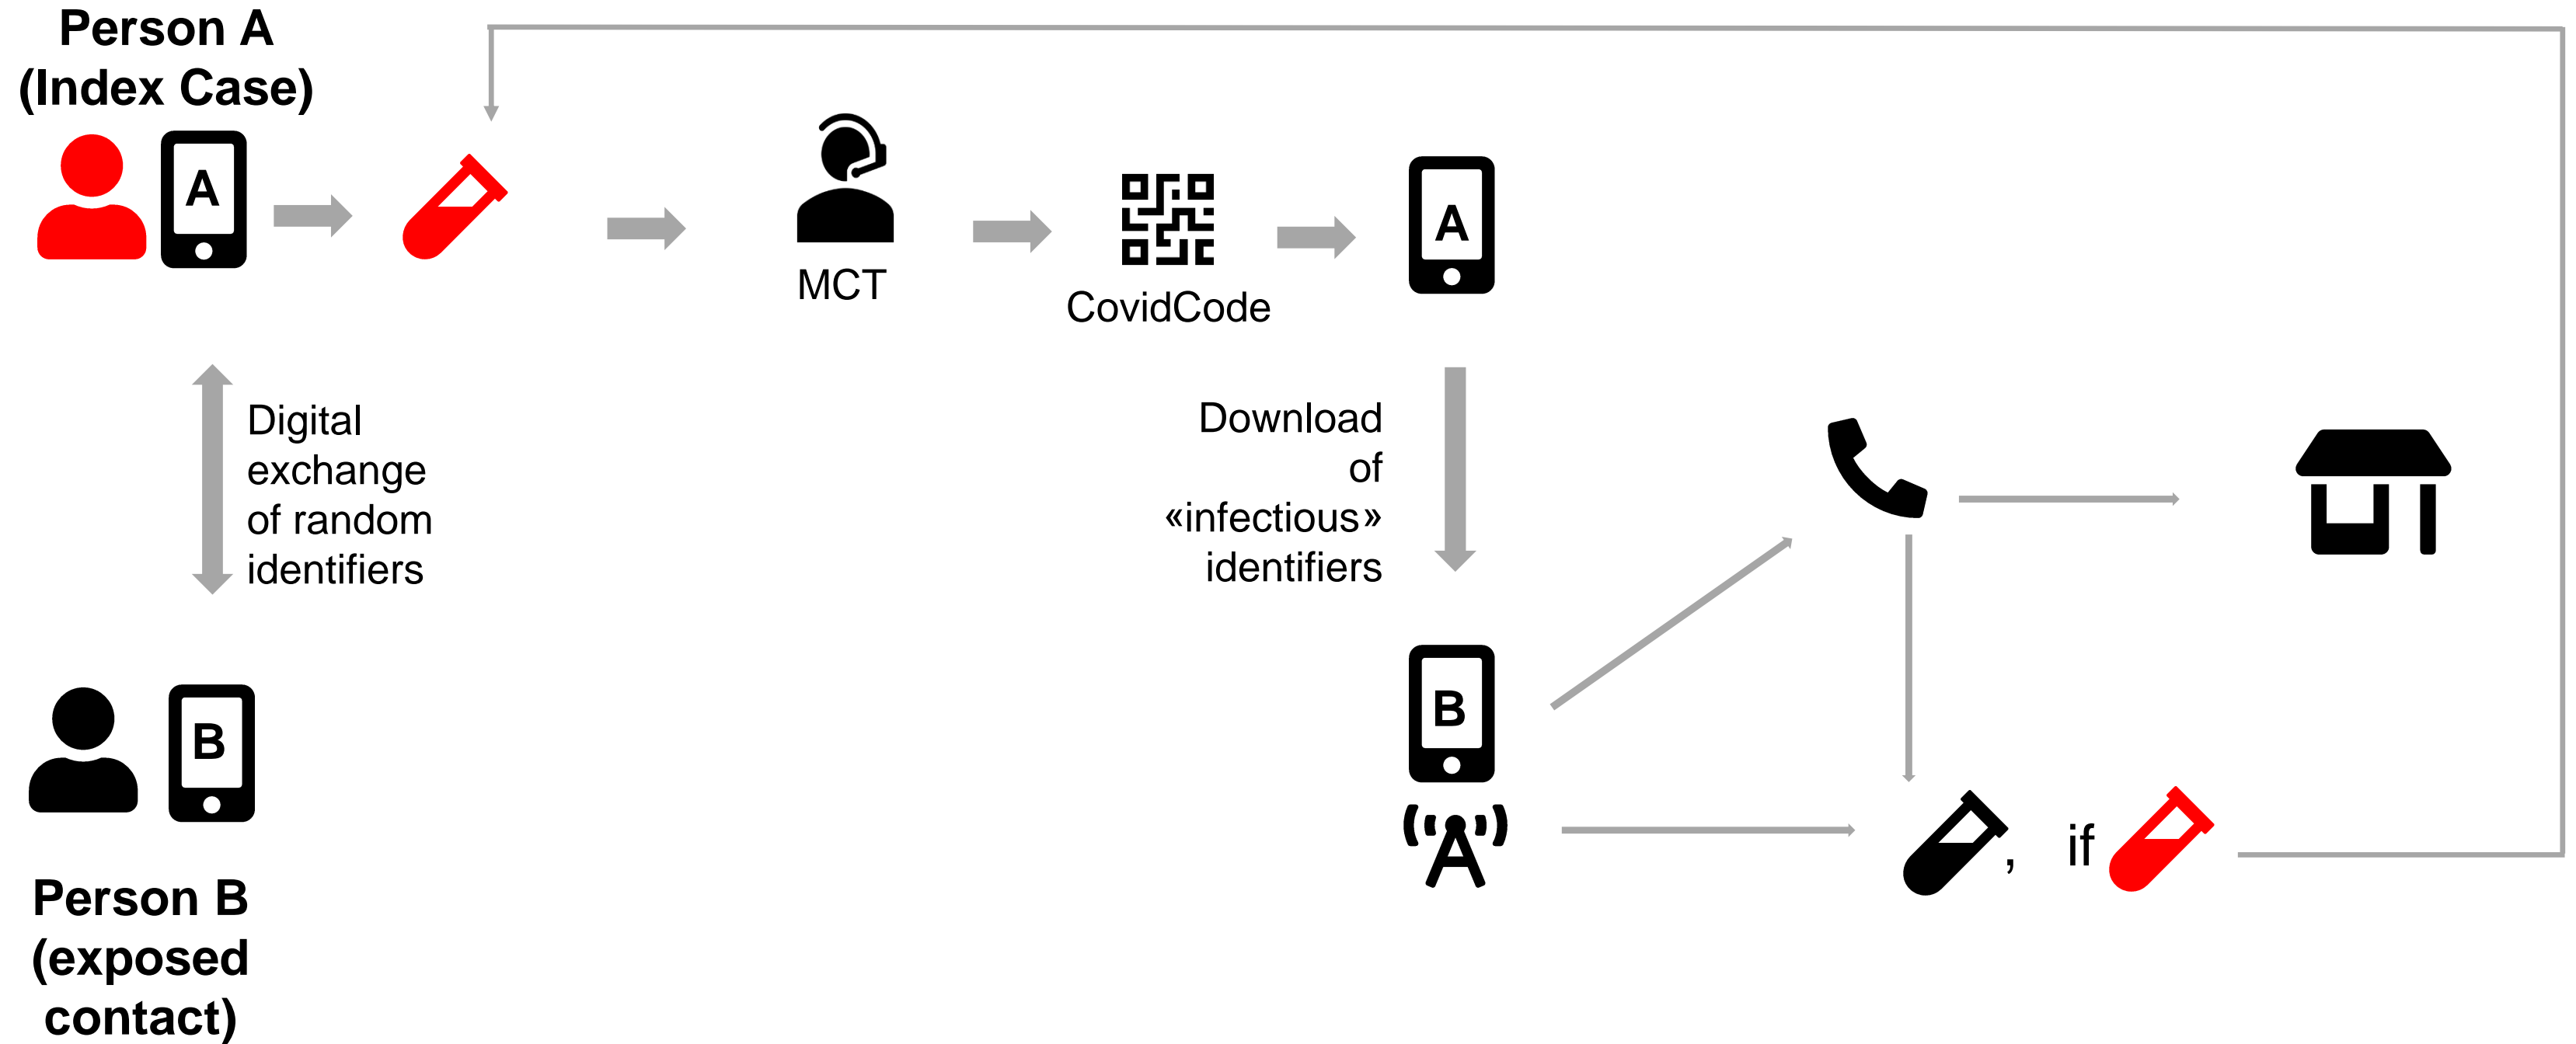 Person A
(Index Case)
A
MCT
CovidCode
A
Digital
exchange
of random
identifiers
Download
of
«infectious»
identifiers
B
B
, if
Person B
(exposed
contact)